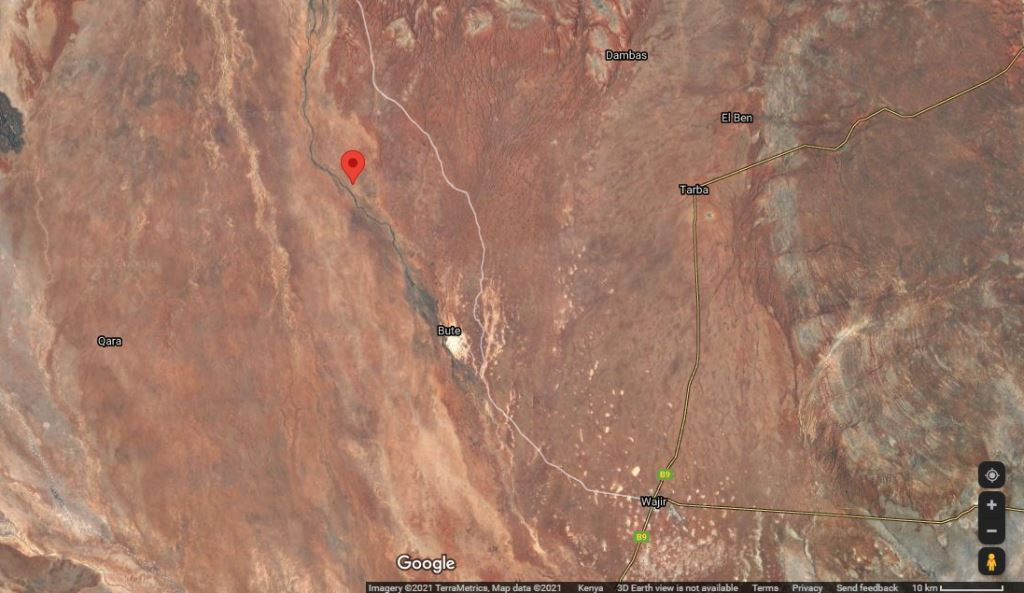 Dambas
El Ben
Tarba
Bute
Qara
B9
Wajir
B9
Google
Imagery ©2021 TerraMetrics, Map data ©2021 Kenya 3D Earth view is not available Terms Privacy Send feedback 10 km